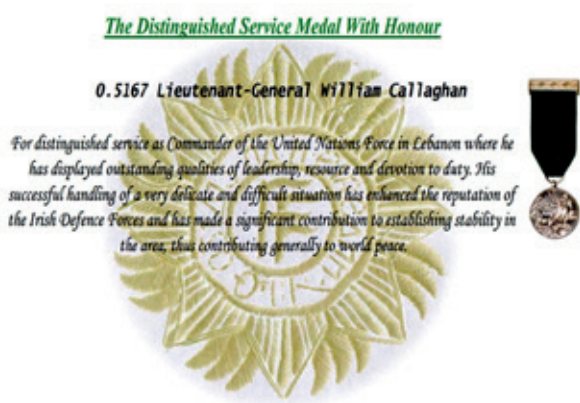 The Distinguished Service Medal With Honour
0.5167 Lieutenant-General William Callaghan
For distinguished service as Commander of the United Nations Force in Lebanon where he
has displayed outstanding qualities of leadership, resource and devotion to duty. His
successful handling of a very delicate and difficult situation has enhanced the reputation of
the Irish Defence Forces and has made a significant contribution to establishing stability in
the area, thus contributing generally to world peace.